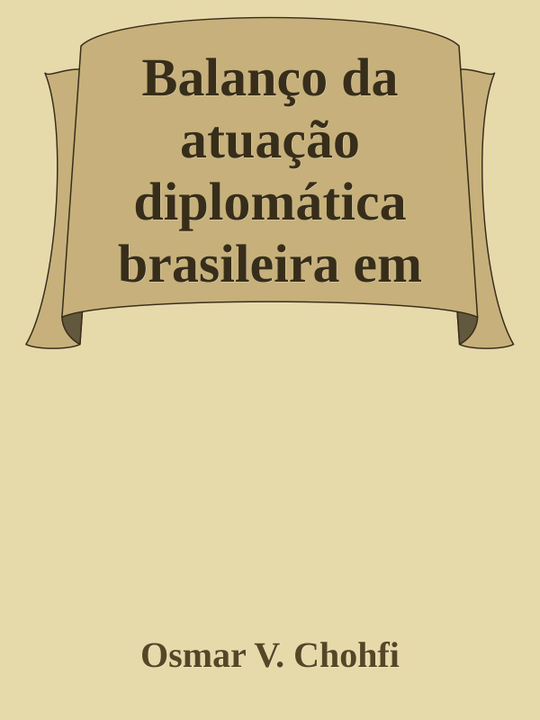 Balanço da
atuação
diplomática
brasileira em
Osmar V. Chohfi